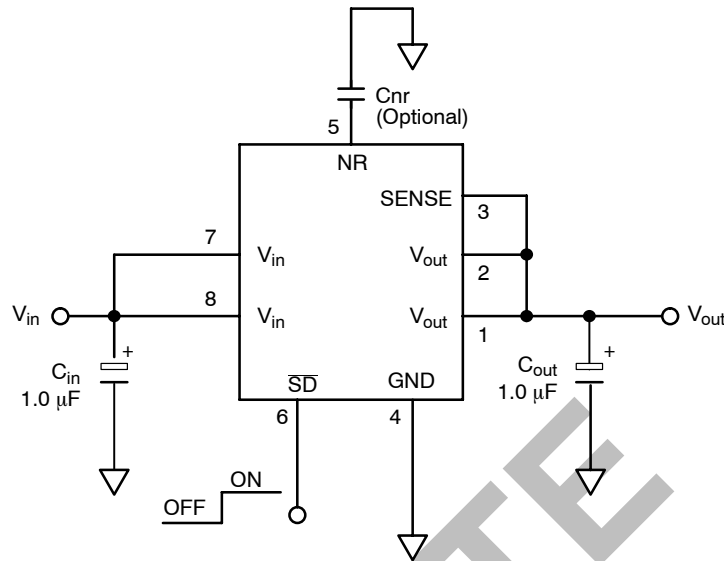 Cnr
(Optional)
5
NR
SENSE
3
7
Vin
Vout
2
Vin
8
Vin
Vout
1
Vout
Cin
1.0 μF
+
SD
GND
Cout
1.0 μF
+
6
4
OFF
ON
TE